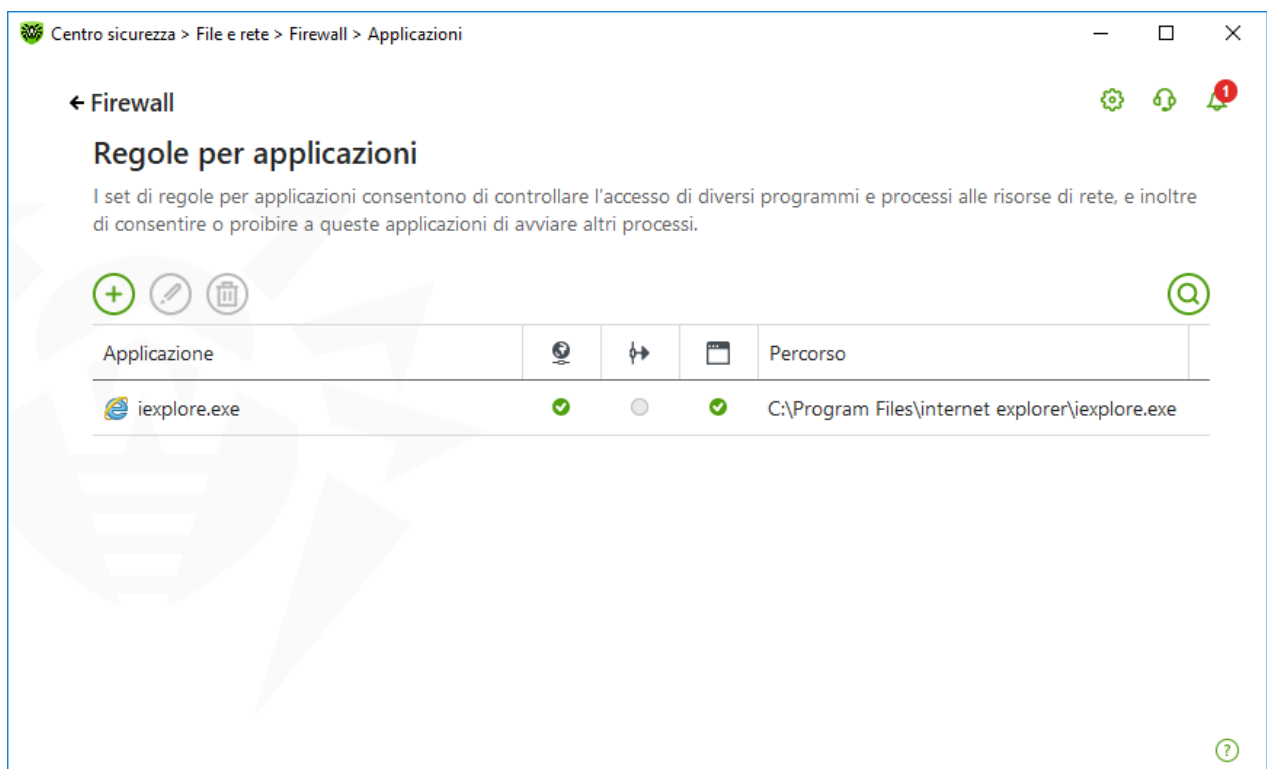 Centro sicurezza > File e rete > Firewall > Applicazioni
Firewall
1
Regole per applicazioni
I set di regole per applicazioni consentono di controllare l'accesso di diversi programmi e processi alle risorse di rete, e inoltre
di consentire o proibire a queste applicazioni di avviare altri processi.
Applicazione Percorso
iexplore.exe C:\Program Files\internet explorer\iexplore.exe
?